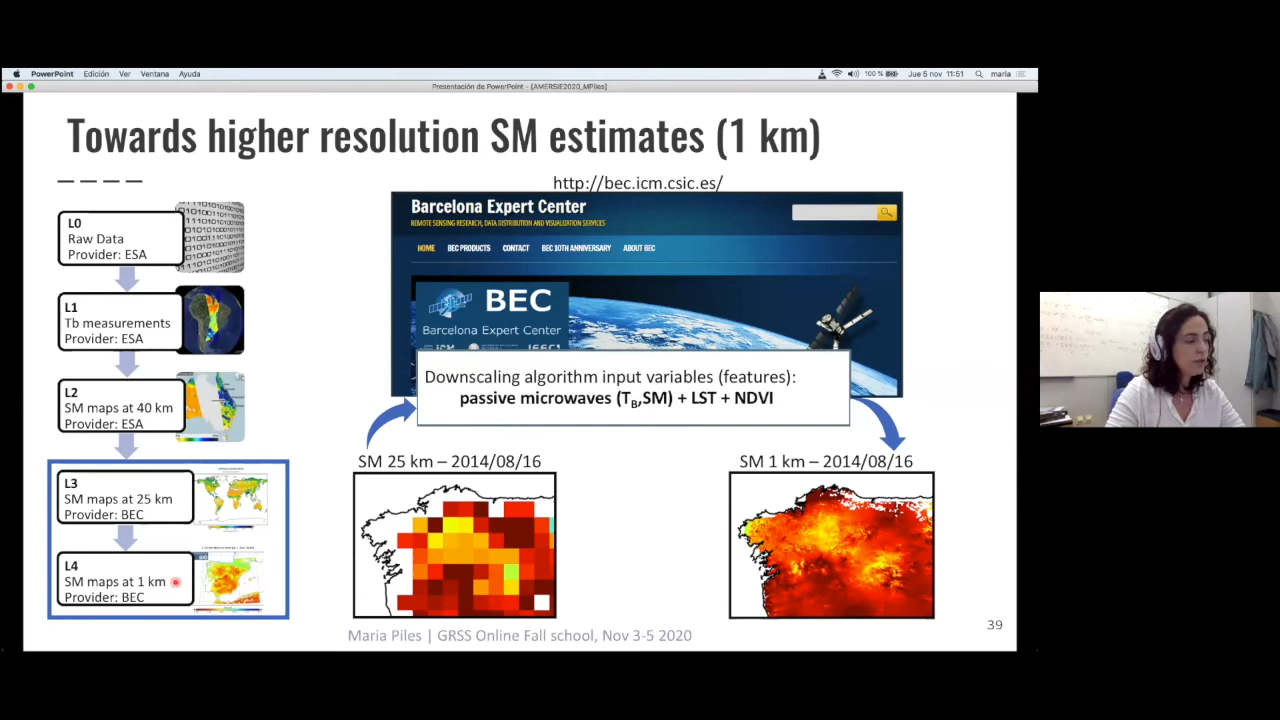 PowerPoint Edición Ver Ventana Ayuda
100 % Jue 5 nov 11:51 maria
Presentación de PowerPoint - [AMERSIE2020_MPiles]
Towards higher resolution SM estimates (1 km)
http://bec.icm.csic.es/
L0
Raw Data
Provider: ESA
L1
Tb measurements
Provider: ESA
L2
SM maps at 40 km
Provider: ESA
L3
SM maps at 25 km
Provider: BEC
L4
SM maps at 1 km
Provider: BEC
Barcelona Expert Center
REMOTE SENSING RESEARCH, DATA DISTRIBUTION AND VISUALIZATION SERVICES
HOME BEC PRODUCTS CONTACT BEC 10TH ANNIVERSARY ABOUT BEC
BEC
Barcelona Expert Center
Downscaling algorithm input variables (features):
passive microwaves (TB,SM) + LST + NDVI
SM 25 km – 2014/08/16
SM 1 km – 2014/08/16
Maria Piles | GRSS Online Fall school, Nov 3-5 2020
39